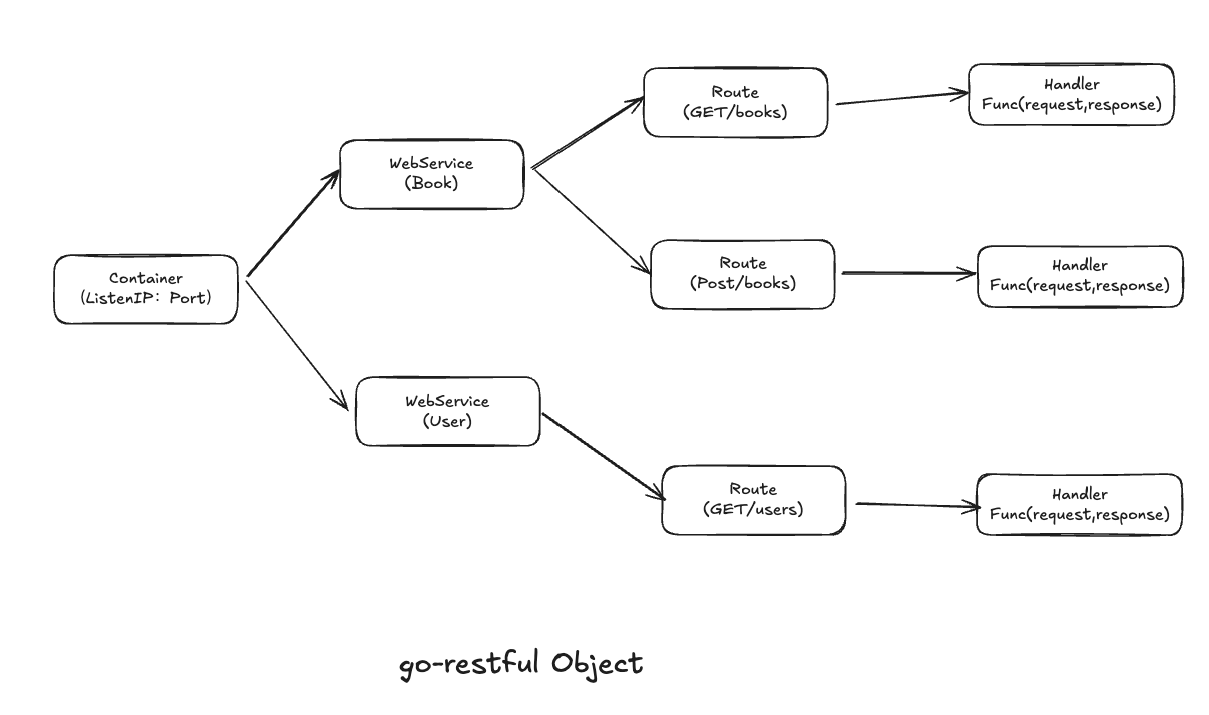 Route
(GET/books)
Handler
Func(request,response)
WebService
(Book)
Container
(ListenIP: Port)
Route
(Post/books)
Handler
Func(request,response)
WebService
(User)
Route
(GET/users)
Handler
Func(request,response)
go-restful Object